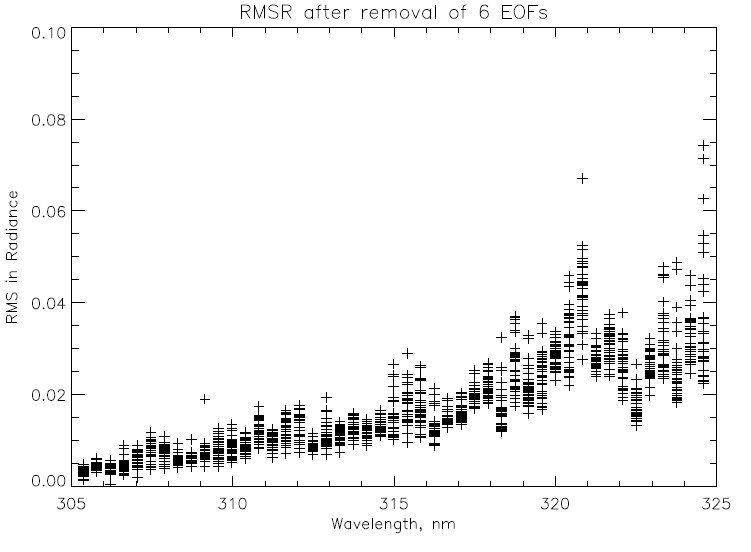 RMSR after removal of 6 EOFs
0.10
0.08
0.06
0.04
0.02
0.00
RMS in Radiance
305 310 315 320 325
Wavelength, nm